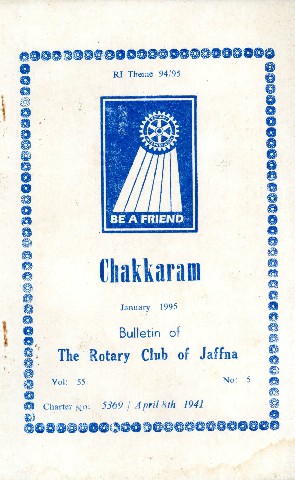 RI Theme 94/95
BE A FRIEND
Chakkaram
January 1995
Bulletin of
The Rotary Club of Jaffna
Vol: 55 No: 5
Charter No: 5369 / April 8th 1941